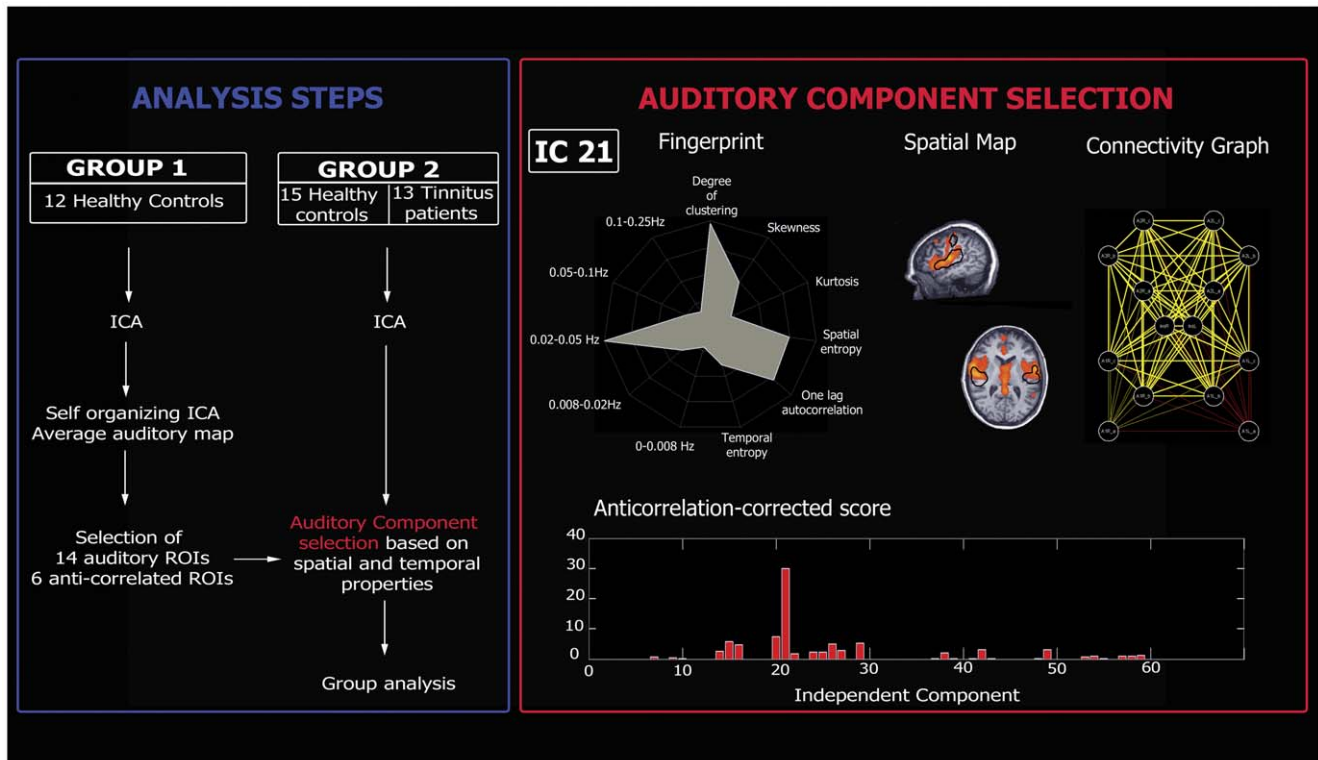 ANALYSIS STEPS
GROUP 1
12 Healthy Controls
GROUP 2
15 Healthy
controls
13 Tinnitus
patients
ICA
ICA
Self organizing ICA
Average auditory map
Selection of
14 auditory ROIs
6 anti-correlated ROIs
Auditory Component
selection based on
spatial and temporal
properties
Group analysis
AUDITORY COMPONENT SELECTION
IC 21
Fingerprint
Degree
of
clustering
Skewness
Kurtosis
Spatial
entropy
One lag
autocorrelation
Temporal
entropy
0-0.008 Hz
0.008-0.02Hz
0.02-0.05 Hz
0.05-0.1Hz
0.1-0.25Hz
Spatial Map
Connectivity Graph
Anticorrelation-corrected score
40
30
20
10
0
0
10
20
30
40
50
60
Independent Component